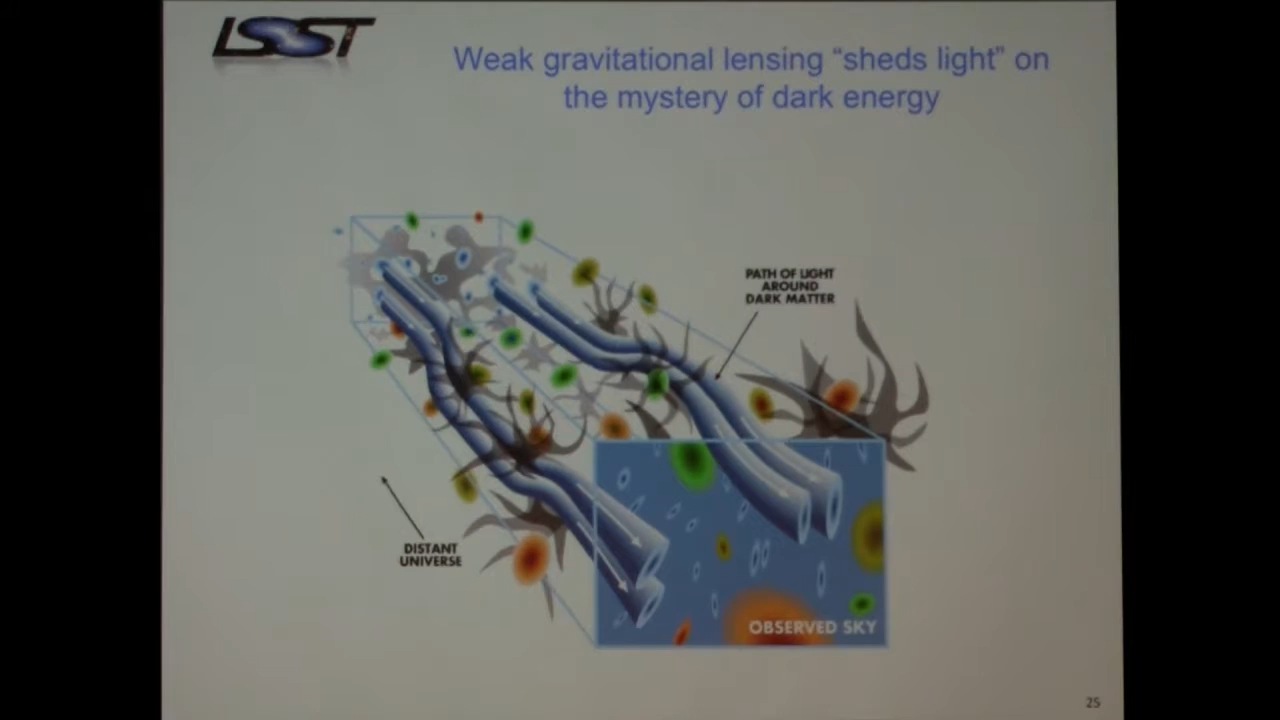 LSST
Weak gravitational lensing “sheds light” on
the mystery of dark energy
PATH OF LIGHT
AROUND
DARK MATTER
DISTANT
UNIVERSE
OBSERVED SKY
25